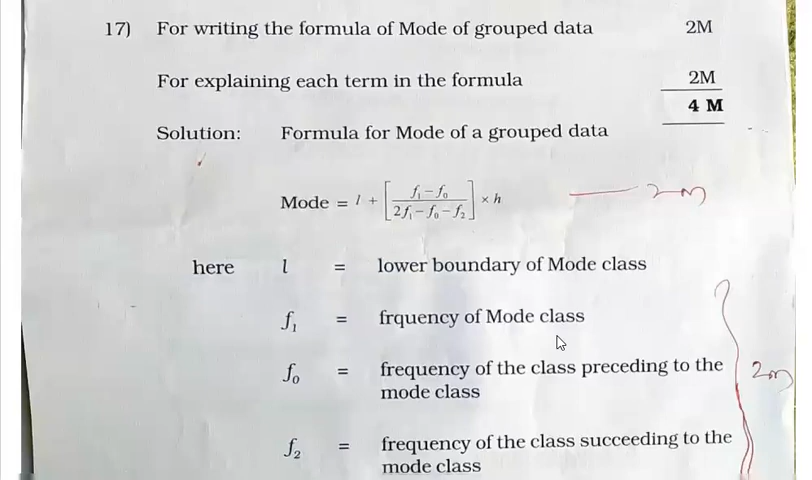 17) For writing the formula of Mode of grouped data 2M
For explaining each term in the formula 2M
4 M
Solution: Formula for Mode of a grouped data
Mode = l + [ (f₁ – f₀) / (2f₁ – f₀ – f₂) ] × h — 2m
here l = lower boundary of Mode class
f₁ = frquency of Mode class
f₀ = frequency of the class preceding to the
mode class
2m
f₂ = frequency of the class succeeding to the
mode class